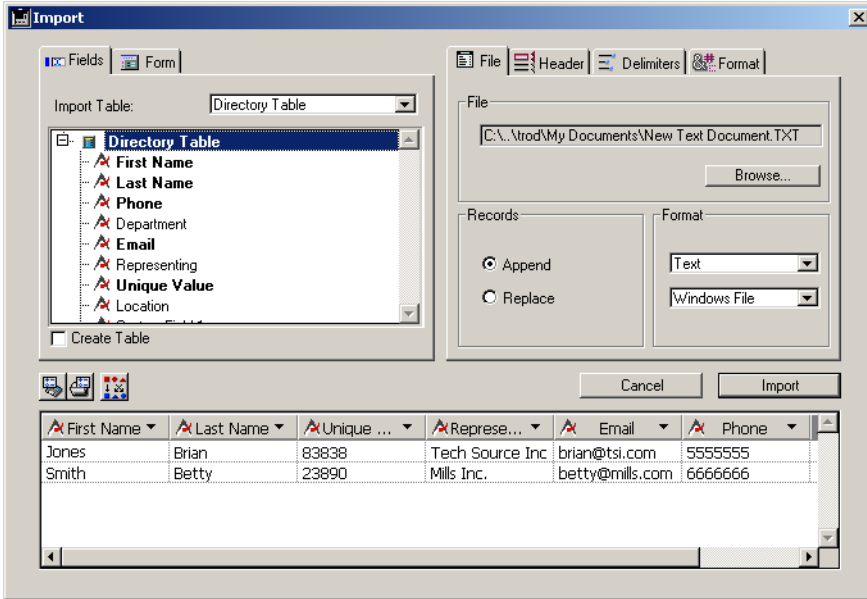 Import
Fields Form
Import Table: Directory Table
Directory Table
First Name
Last Name
Phone
Department
Email
Representing
Unique Value
Location
Create Table
File Header Delimiters Format
File
C:\..\trod\My Documents\New Text Document.TXT
Browse...
Records
Append
Replace
Format
Text
Windows File
Cancel Import
First Name Last Name Unique ... Represe... Email Phone
Jones Brian 83838 Tech Source Inc brian@tsi.com 5555555
Smith Betty 23890 Mills Inc. betty@mills.com 6666666